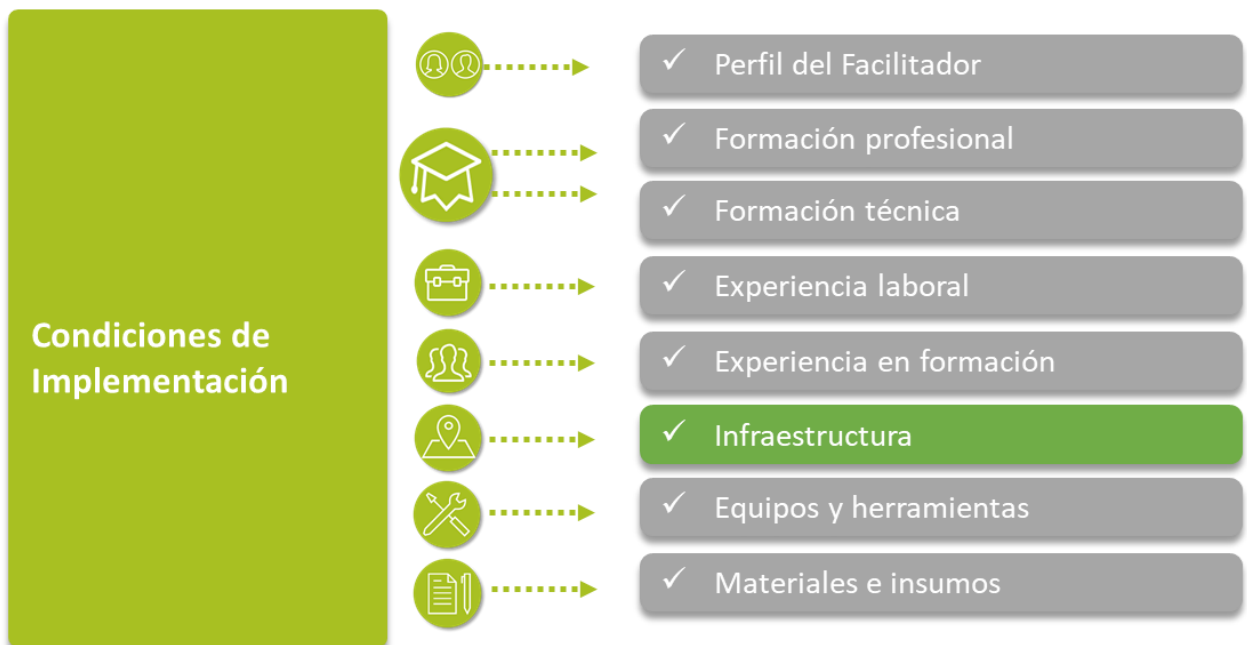 Condiciones de
Implementación
✓ Perfil del Facilitador
✓ Formación profesional
✓ Formación técnica
✓ Experiencia laboral
✓ Experiencia en formación
✓ Infraestructura
✓ Equipos y herramientas
✓ Materiales e insumos